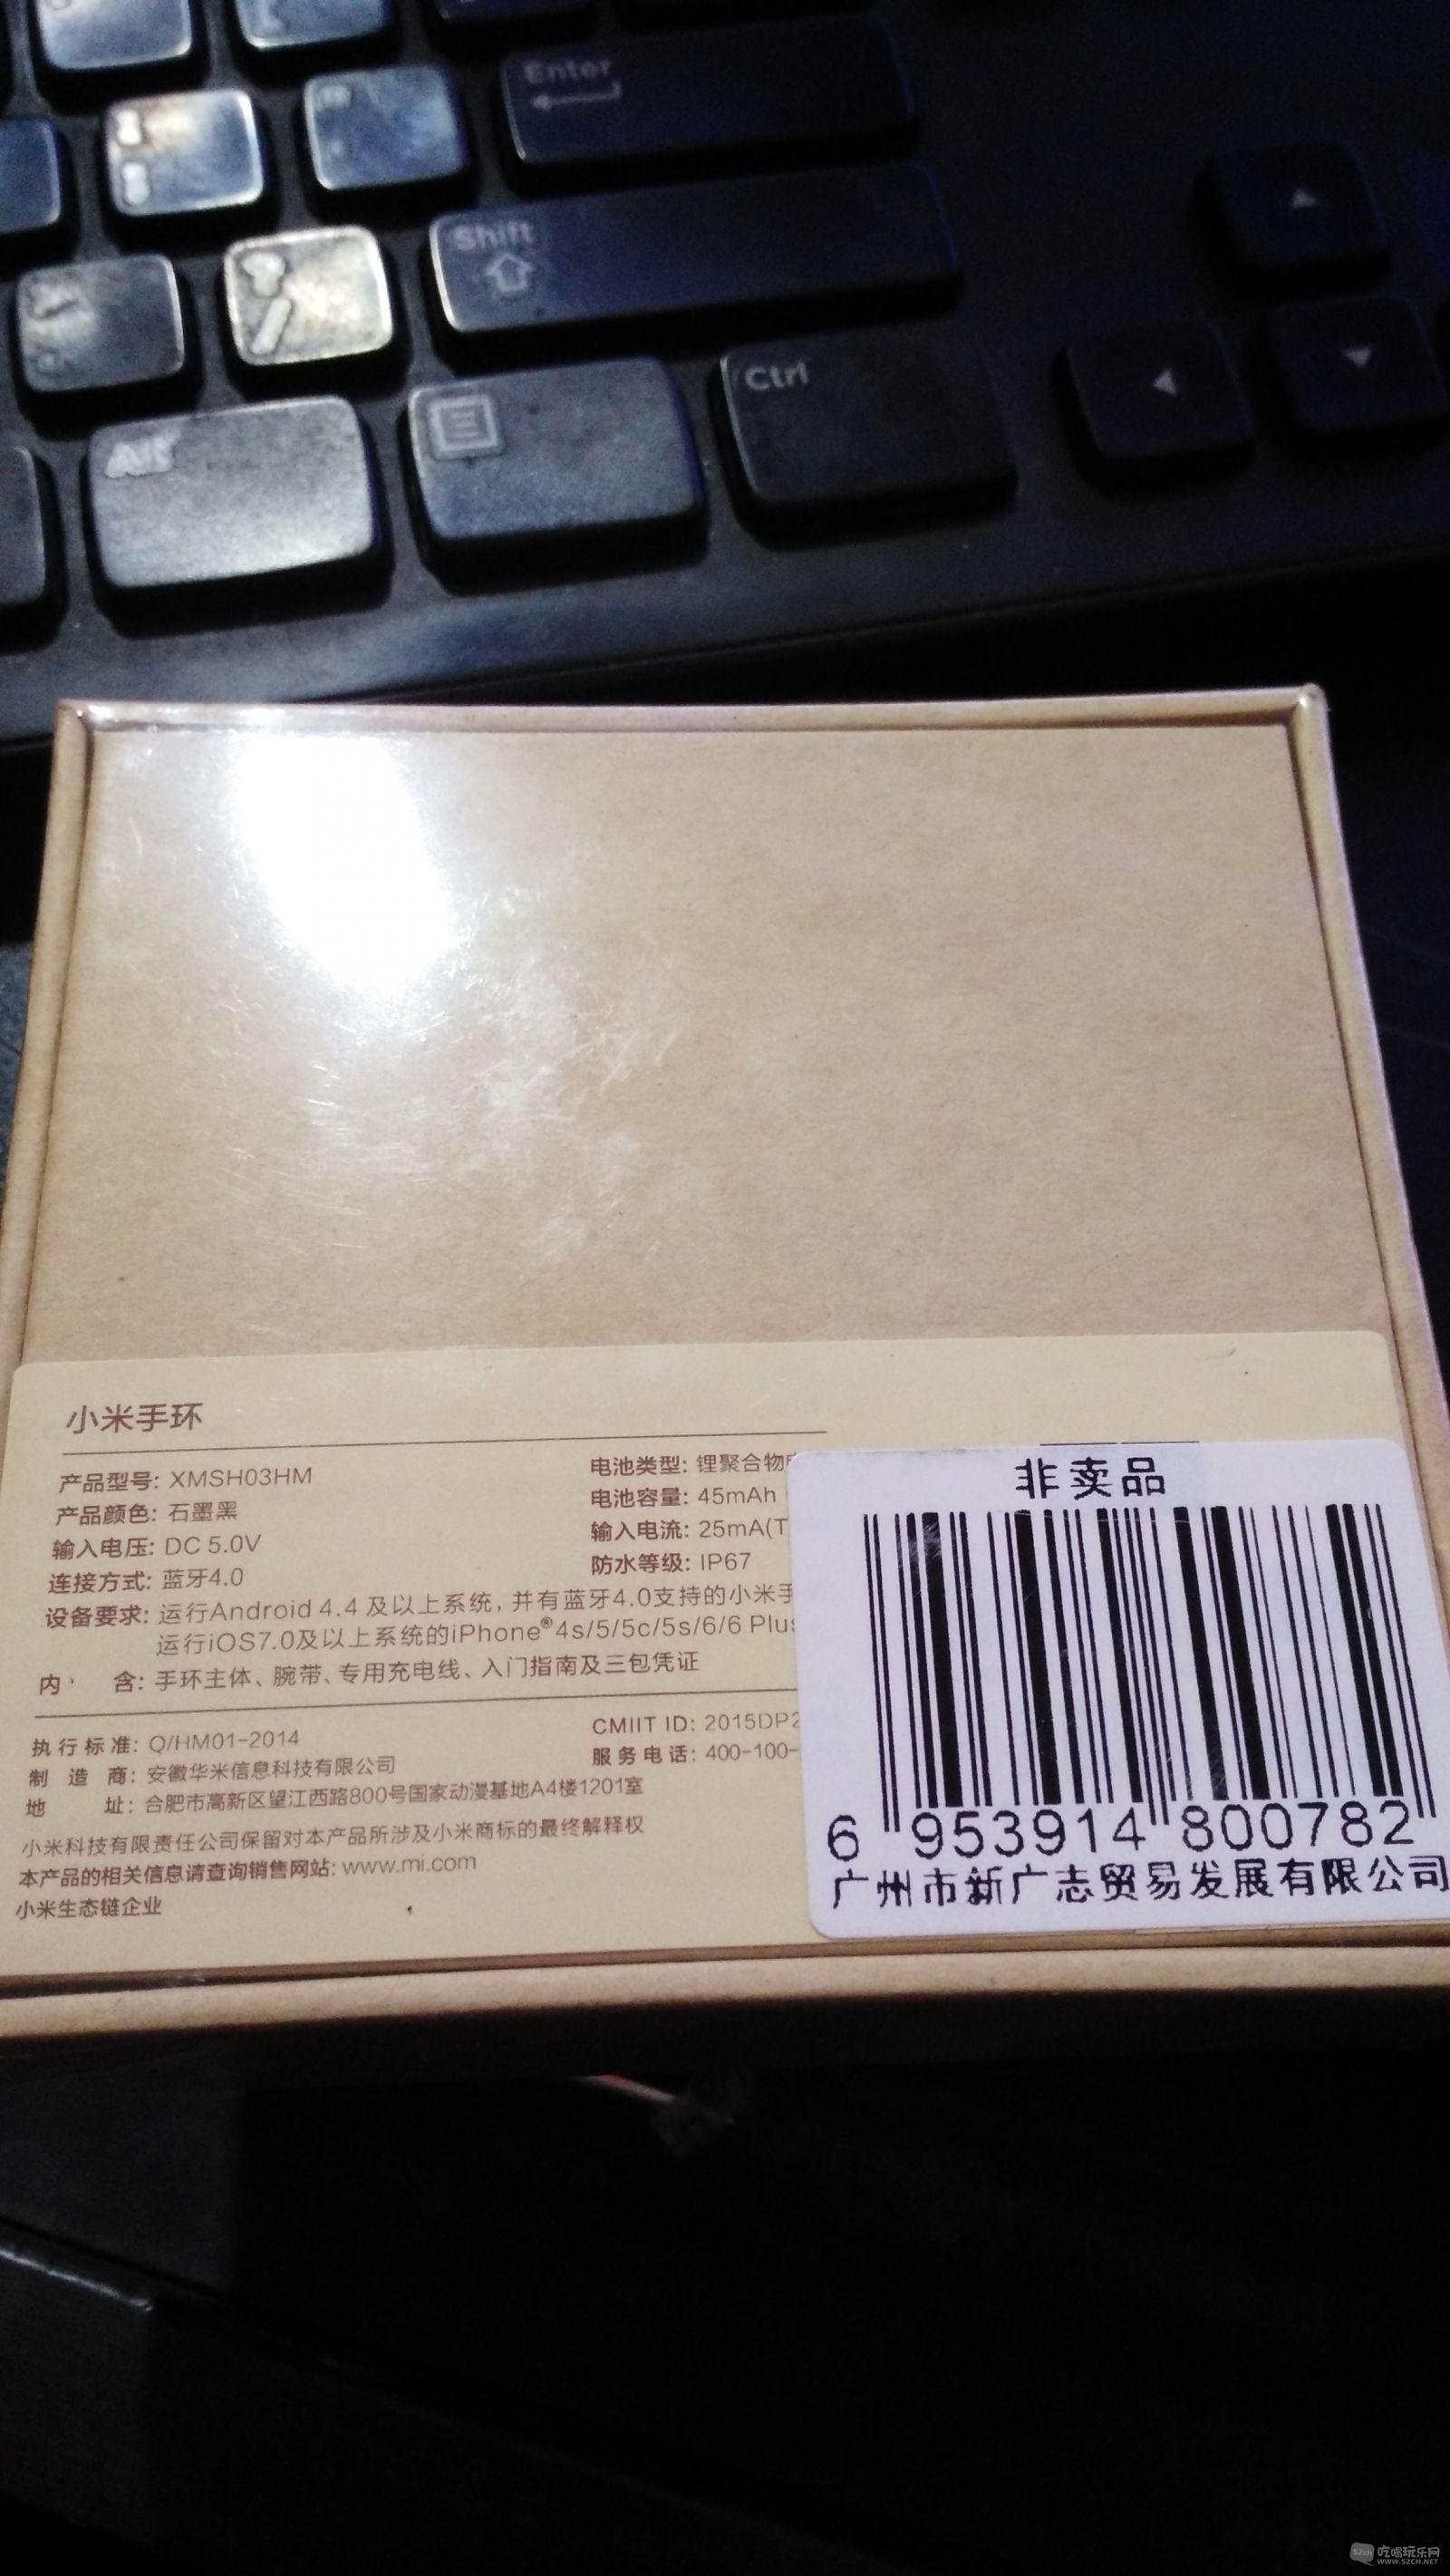 Enter
Shift
Ctrl
Alt
小米手环
产品型号: XMSH03HM
产品颜色: 石墨黑
输入电压: DC 5.0V
连接方式: 蓝牙4.0
电池类型: 锂聚合物
电池容量: 45mAh
输入电流: 25mA(T
防水等级: IP67
设备要求: 运行Android 4.4 及以上系统, 并有蓝牙4.0支持的小米手
运行iOS7.0及以上系统的iPhone® 4s/5/5c/5s/6/6 Plus
内 含: 手环主体、腕带、专用充电线、入门指南及三包凭证
执行标准: Q/HM01-2014
制 造 商: 安徽华米信息科技有限公司
地 址: 合肥市高新区望江西路800号国家动漫基地A4楼1201室
CMIIT ID: 2015DP2
服务电话: 400-100-
小米科技有限责任公司保留对本产品所涉及小米商标的最终解释权
本产品的相关信息请查询销售网站: www.mi.com
小米生态链企业
非卖品
6 953914 800782
广州市新广志贸易发展有限公司
52ch 吃喝玩乐网
WWW.52CH.NET